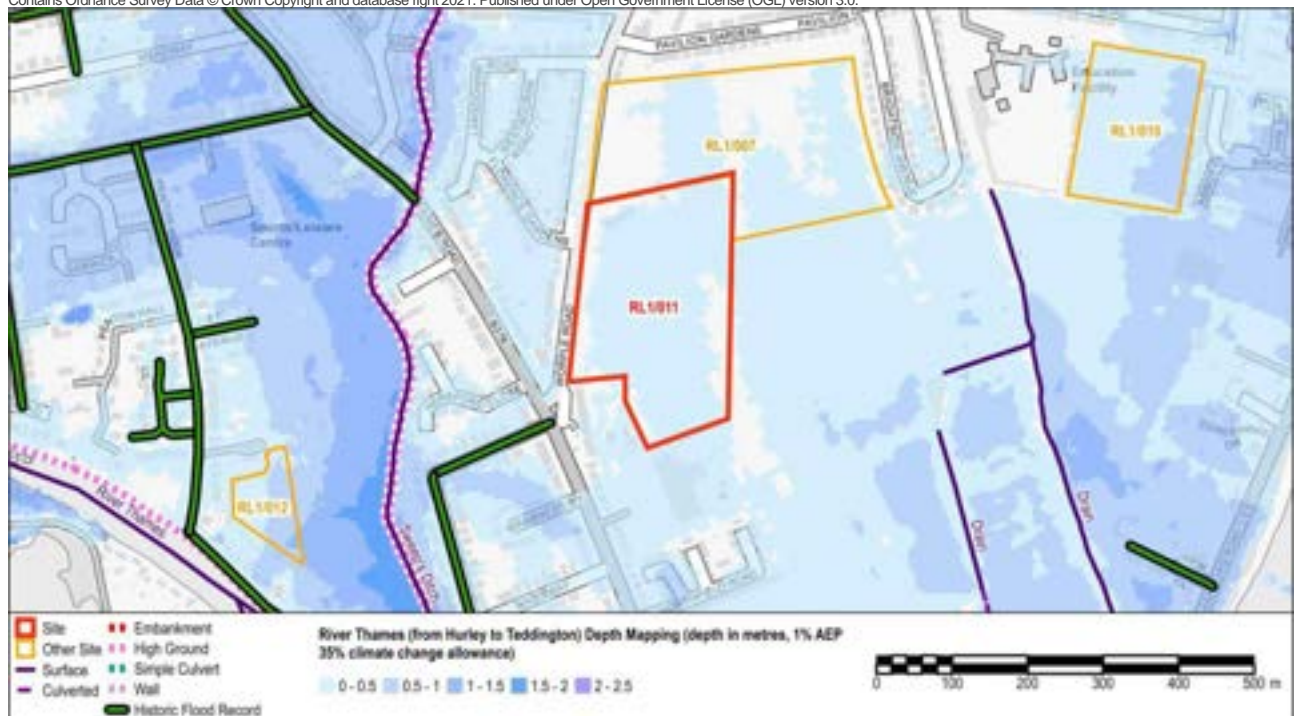 Contains Ordnance Survey Data © Crown Copyright and database right 2021. Published under Open Government License (OGL) version 3.0.
PAVILION GARDENS
PAVILION
Education
Facility
RL1/007
Sports/Leisure
Centre
RL1/011
RL1/012
River Thames
Sweep's Ditch
Drain
Drain
Site
Other Site
Surface
Culverted
Embankment
High Ground
Simple Culvert
Wall
Historic Flood Record
River Thames (from Hurley to Teddington) Depth Mapping (depth in metres, 1% AEP
35% climate change allowance)
0 - 0.5
0.5 - 1
1 - 1.5
1.5 - 2
2 - 2.5
0
100
200
300
400
500 m